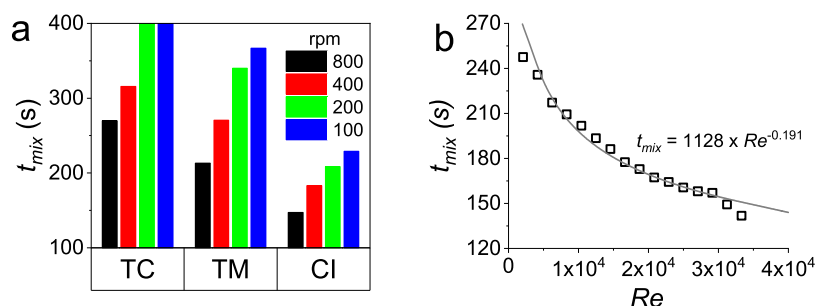 a
t_mix (s)
400
300
200
100
rpm
800
400
200
100
TC TM CI
b
t_mix (s)
270
240
210
180
150
120
t_mix = 1128 x Re^-0.191
0 1x10^4 2x10^4 3x10^4 4x10^4
Re